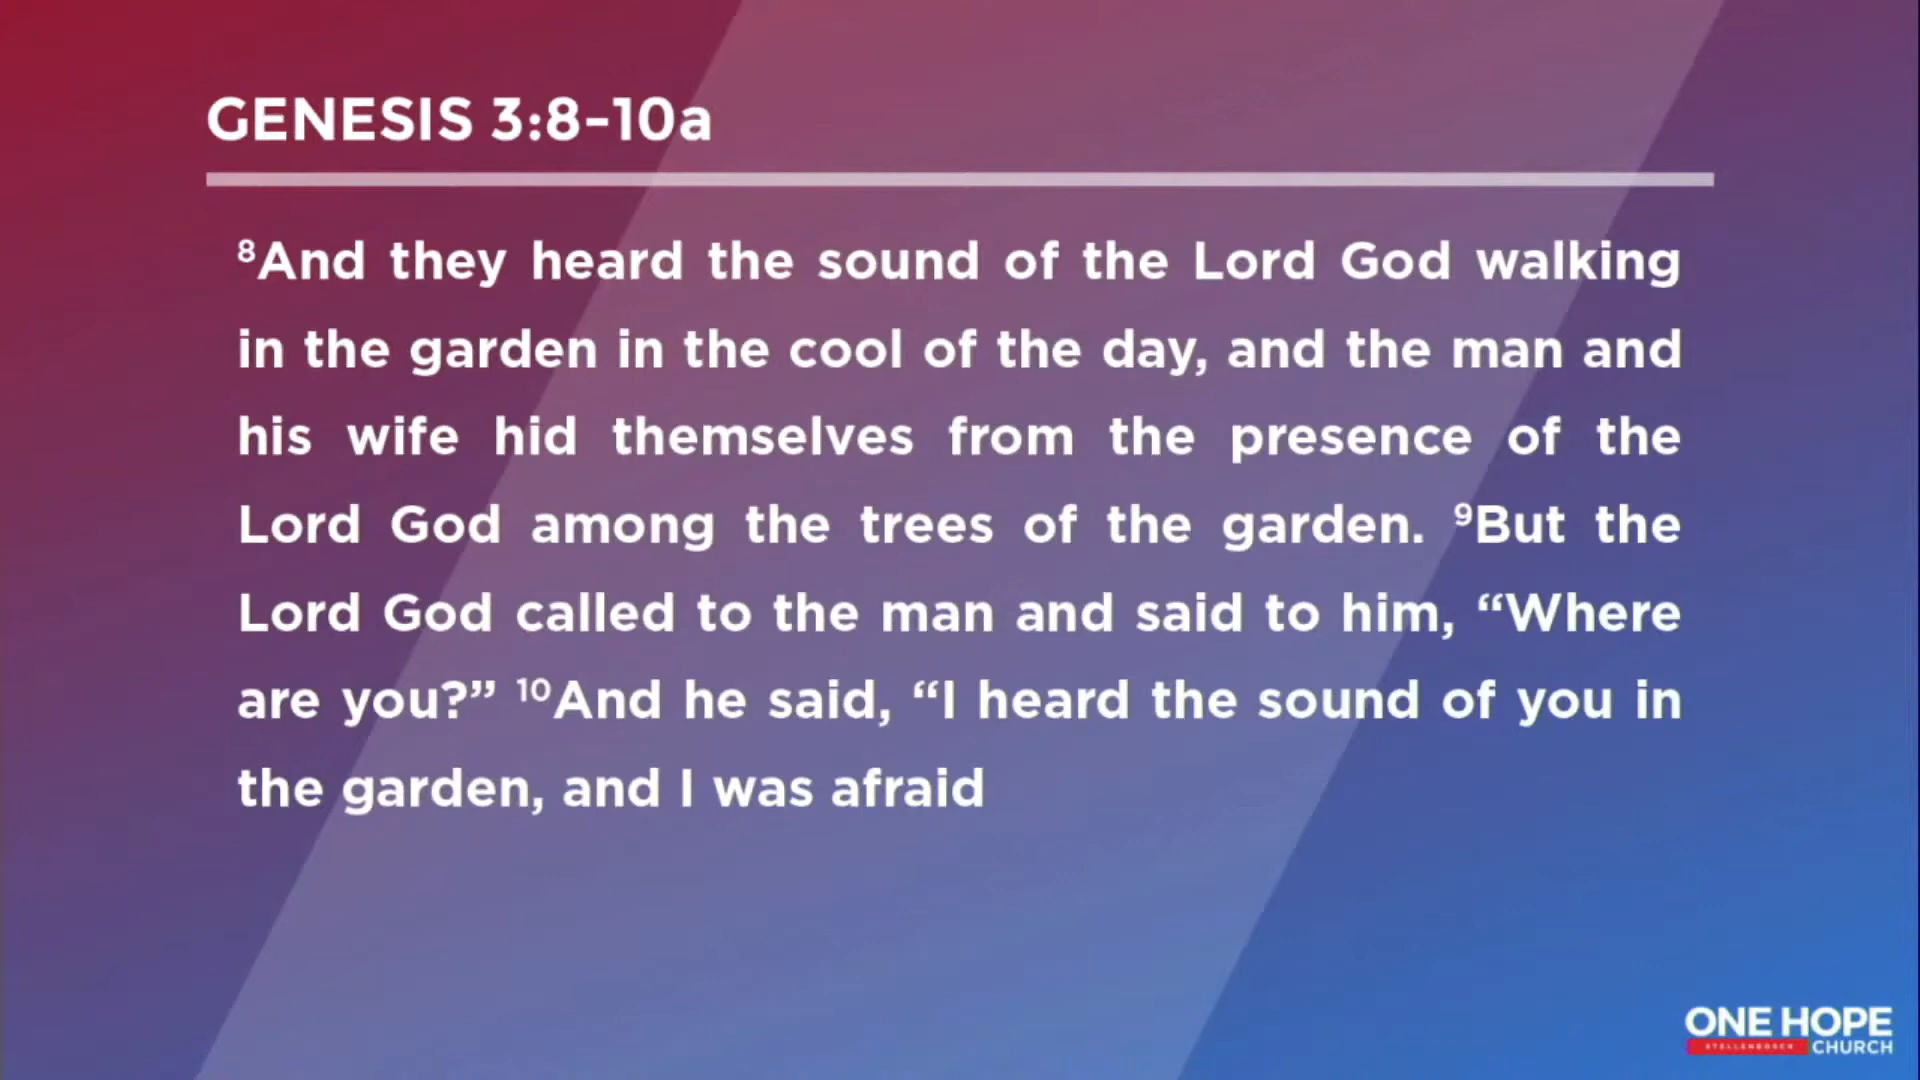 GENESIS 3:8-10a
⁸And they heard the sound of the Lord God walking
in the garden in the cool of the day, and the man and
his wife hid themselves from the presence of the
Lord God among the trees of the garden. ⁹But the
Lord God called to the man and said to him, “Where
are you?” ¹⁰And he said, “I heard the sound of you in
the garden, and I was afraid
ONE HOPE
STELLENBOSCH CHURCH